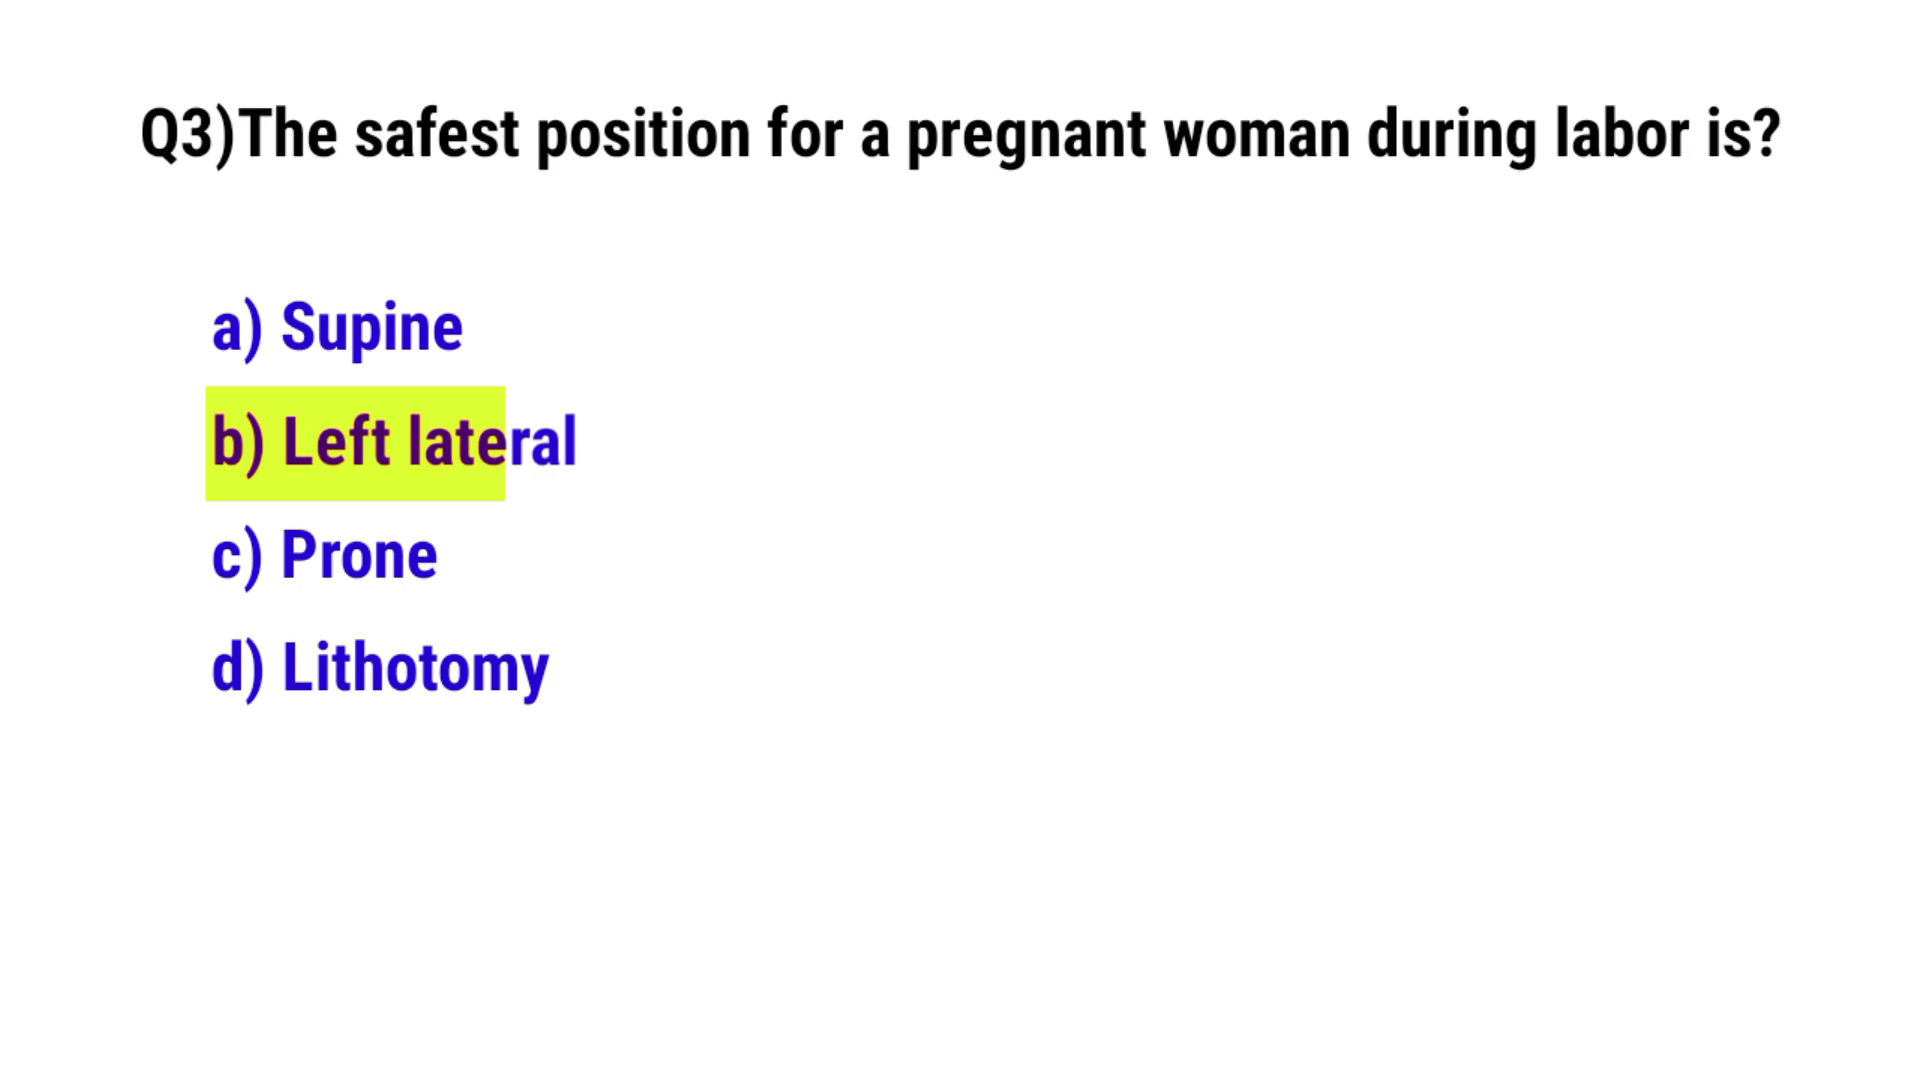 Q3)The safest position for a pregnant woman during labor is?
a) Supine
b) Left lateral
c) Prone
d) Lithotomy